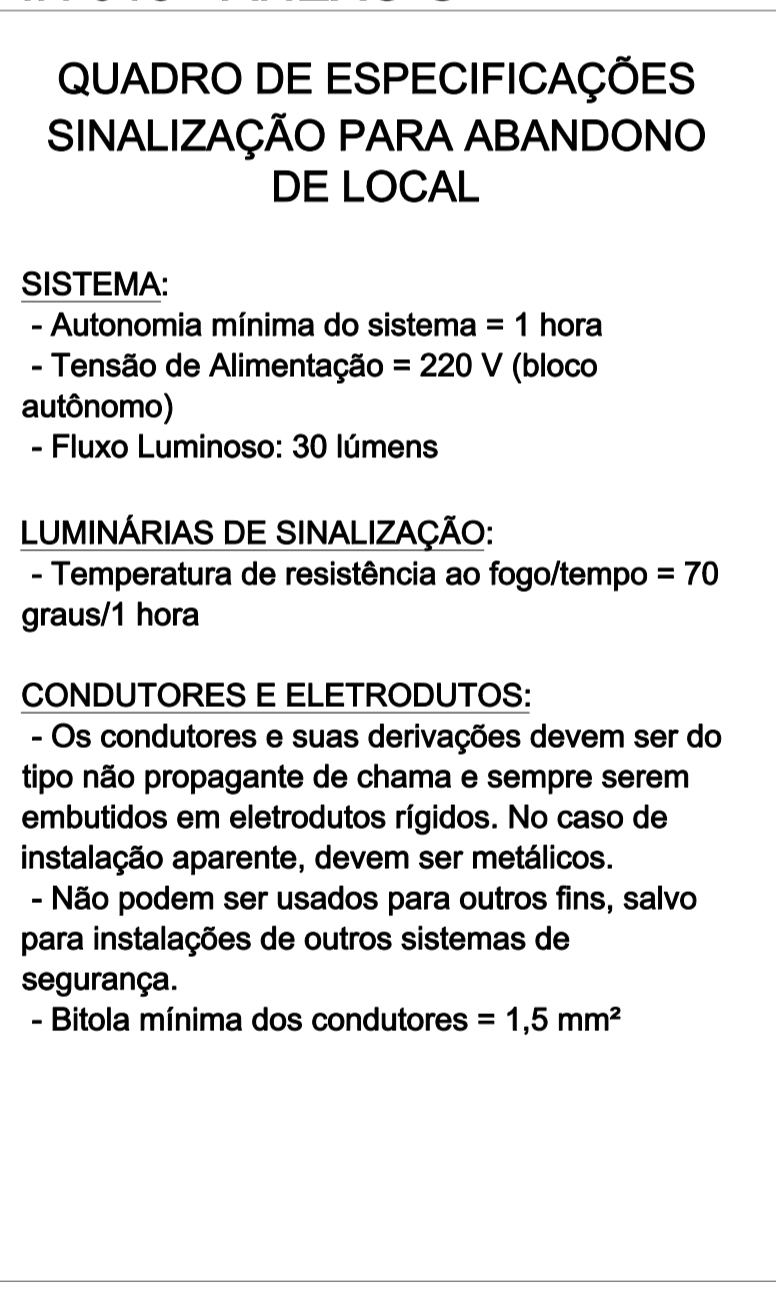 QUADRO DE ESPECIFICAÇÕES
SINALIZAÇÃO PARA ABANDONO
DE LOCAL
SISTEMA:
- Autonomia mínima do sistema = 1 hora
- Tensão de Alimentação = 220 V (bloco
autônomo)
- Fluxo Luminoso: 30 lúmens
LUMINÁRIAS DE SINALIZAÇÃO:
- Temperatura de resistência ao fogo/tempo = 70
graus/1 hora
CONDUTORES E ELETRODUTOS:
- Os condutores e suas derivações devem ser do
tipo não propagante de chama e sempre serem
embutidos em eletrodutos rígidos. No caso de
instalação aparente, devem ser metálicos.
- Não podem ser usados para outros fins, salvo
para instalações de outros sistemas de
segurança.
- Bitola mínima dos condutores = 1,5 mm²